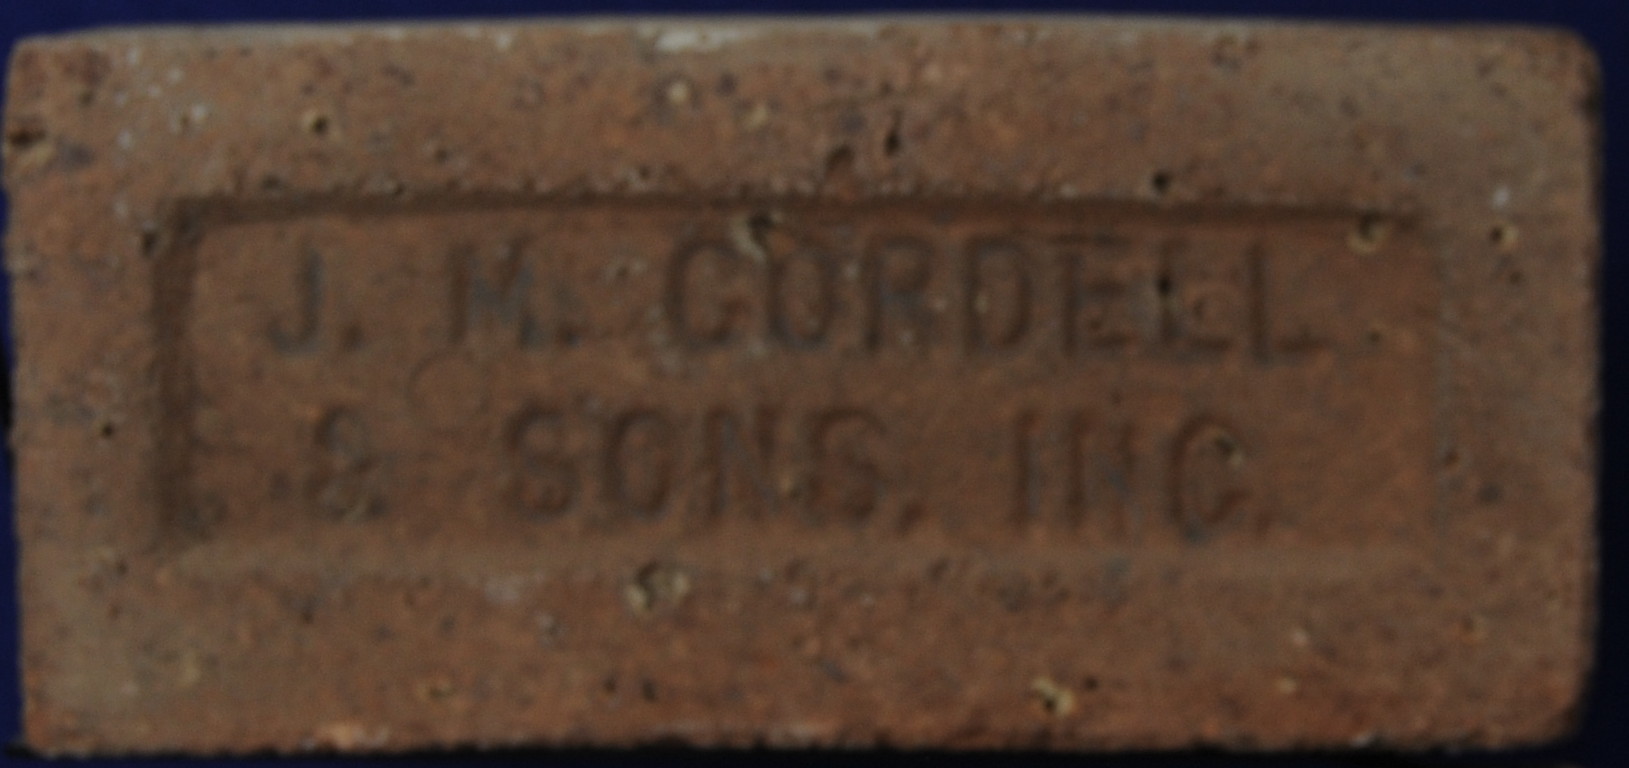 J. M. CORDELL
& SONS, INC.